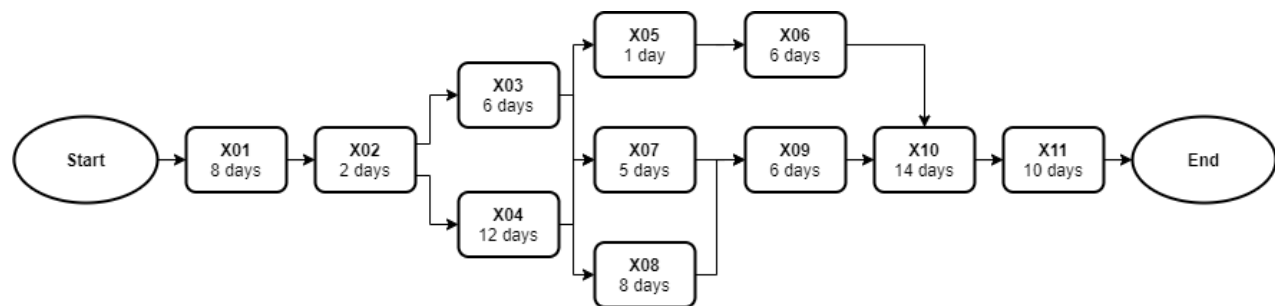 Start
X01
8 days
X02
2 days
X03
6 days
X04
12 days
X05
1 day
X06
6 days
X07
5 days
X08
8 days
X09
6 days
X10
14 days
X11
10 days
End